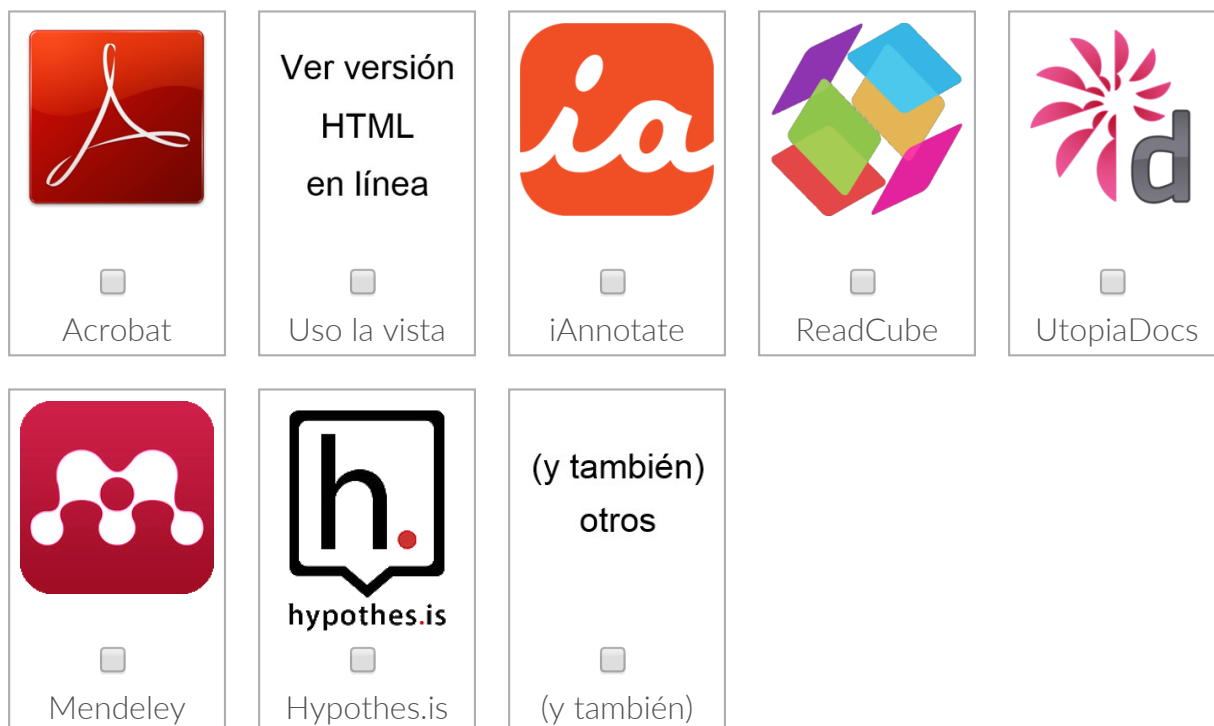 Ver versión
HTML
en línea
ia
d
Acrobat
Uso la vista
iAnnotate
ReadCube
UtopiaDocs
h.
hypothes.is
(y también)
otros
Mendeley
Hypothes.is
(y también)